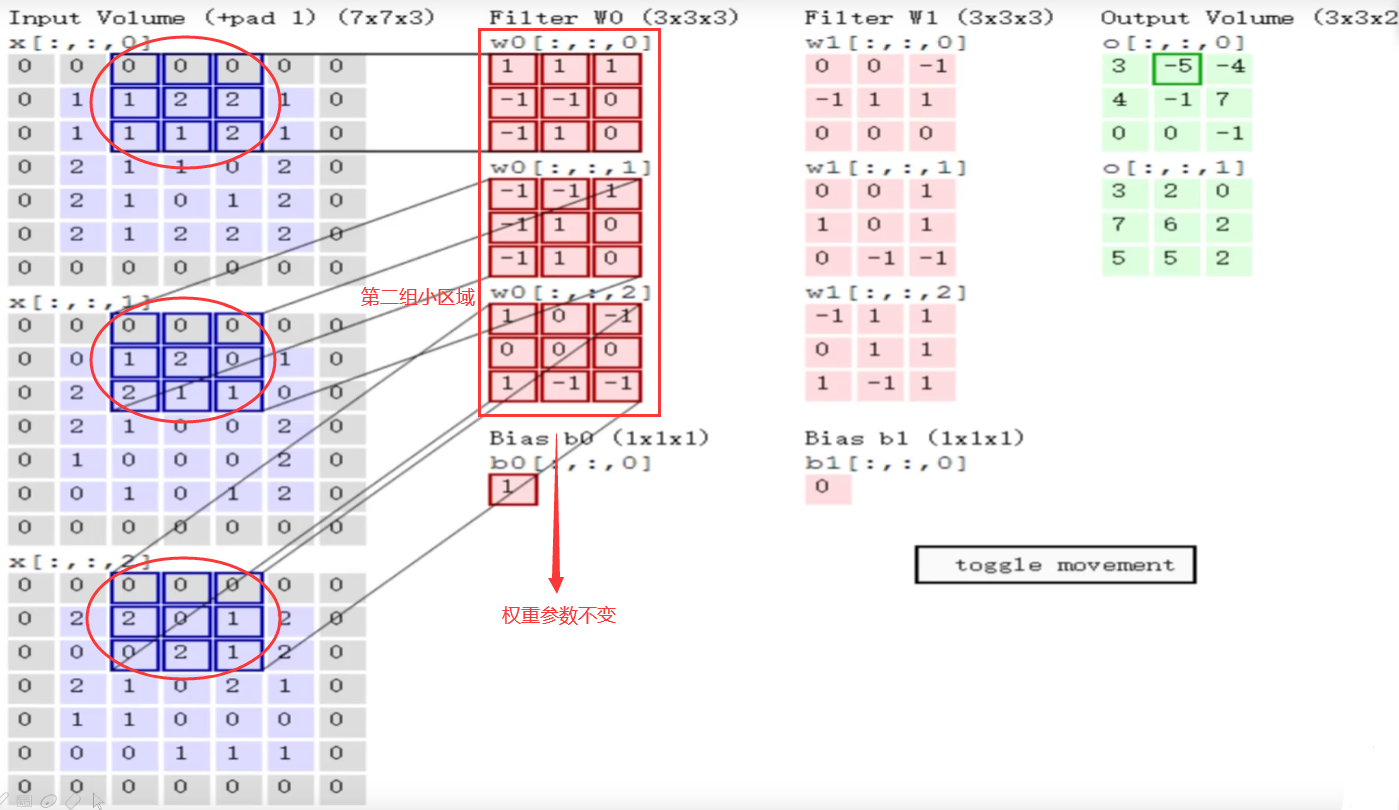 Input Volume (+pad 1) (7x7x3)
x[:,:,0]
0 0 0 0 0 0 0
0 1 1 2 2 1 0
0 1 1 1 2 1 0
0 2 1 1 0 2 0
0 2 1 0 1 2 0
0 2 1 2 2 2 0
0 0 0 0 0 0 0
x[:,:,1]
0 0 0 0 0 0 0
0 0 1 2 0 1 0
0 2 2 1 1 0 0
0 2 1 0 0 2 0
0 1 0 0 0 2 0
0 0 1 0 1 2 0
0 0 0 0 0 0 0
x[:,:,2]
0 0 0 0 0 0 0
0 2 2 0 1 2 0
0 0 0 2 1 2 0
0 2 1 0 2 1 0
0 1 1 0 0 0 0
0 0 0 1 1 1 0
0 0 0 0 0 0 0
第二组小区域
Filter W0 (3x3x3)
w0[:,:,0]
1 1 1
-1 -1 0
-1 1 0
w0[:,:,1]
-1 -1 1
-1 1 0
-1 1 0
w0[:,:,2]
1 0 -1
0 0 0
1 -1 -1
Bias b0 (1x1x1)
b0[:,:,0]
1
权重参数不变
Filter W1 (3x3x3)
w1[:,:,0]
0 0 -1
-1 1 1
0 0 0
w1[:,:,1]
0 0 1
1 0 1
0 -1 -1
w1[:,:,2]
-1 1 1
0 1 1
1 -1 1
Bias b1 (1x1x1)
b1[:,:,0]
0
Output Volume (3x3x2
o[:,:,0]
3 -5 -4
4 -1 7
0 0 -1
o[:,:,1]
3 2 0
7 6 2
5 5 2
toggle movement